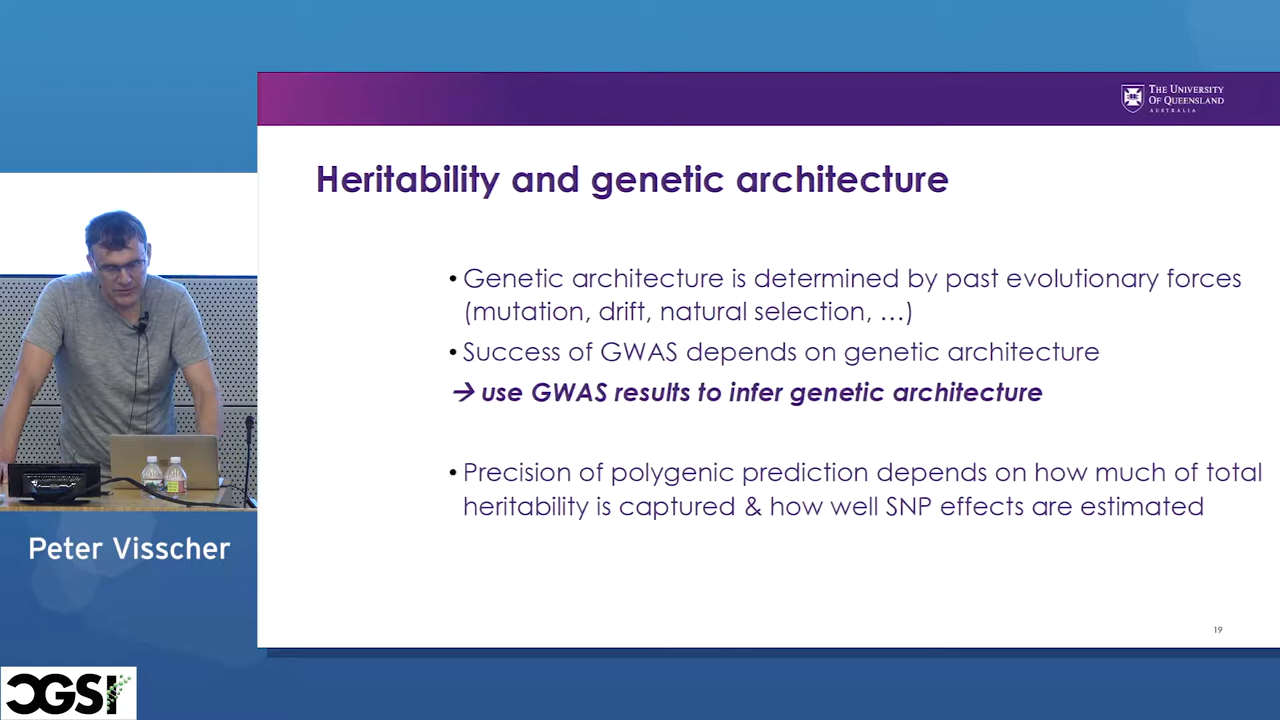 THE UNIVERSITY
OF QUEENSLAND
AUSTRALIA
Heritability and genetic architecture
• Genetic architecture is determined by past evolutionary forces
(mutation, drift, natural selection, …)
• Success of GWAS depends on genetic architecture
→ use GWAS results to infer genetic architecture
• Precision of polygenic prediction depends on how much of total
heritability is captured & how well SNP effects are estimated
19
Peter Visscher
CGSI